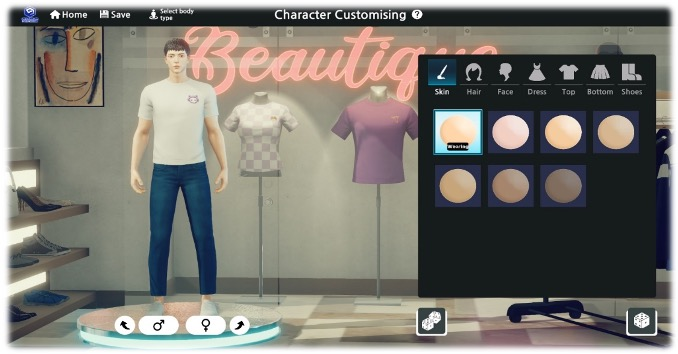 Home
Save
Select body
type
Character Customising ?
Beautique
Skin
Hair
Face
Dress
Top
Bottom
Shoes
Wearing